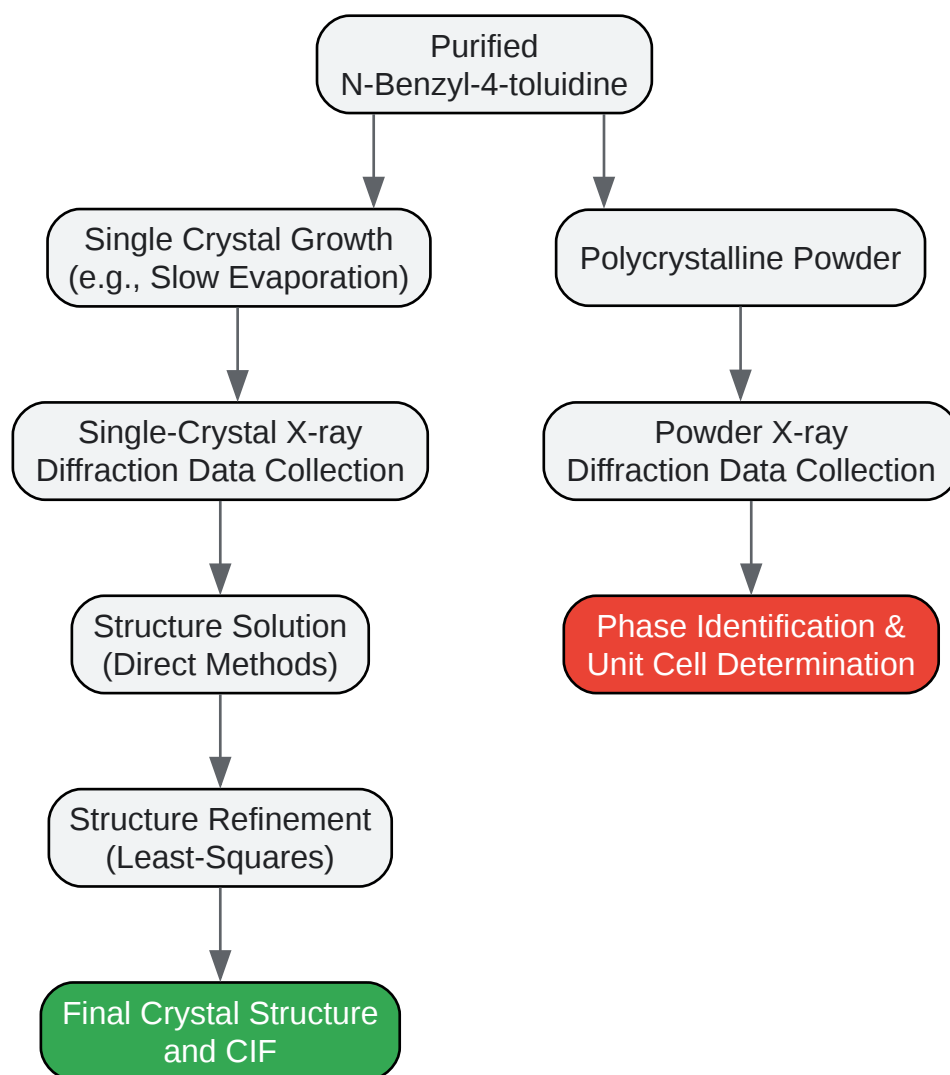 Purified
N-Benzyl-4-toluidine
Single Crystal Growth
(e.g., Slow Evaporation)
Polycrystalline Powder
Single-Crystal X-ray
Diffraction Data Collection
Powder X-ray
Diffraction Data Collection
Structure Solution
(Direct Methods)
Phase Identification &
Unit Cell Determination
Structure Refinement
(Least-Squares)
Final Crystal Structure
and CIF